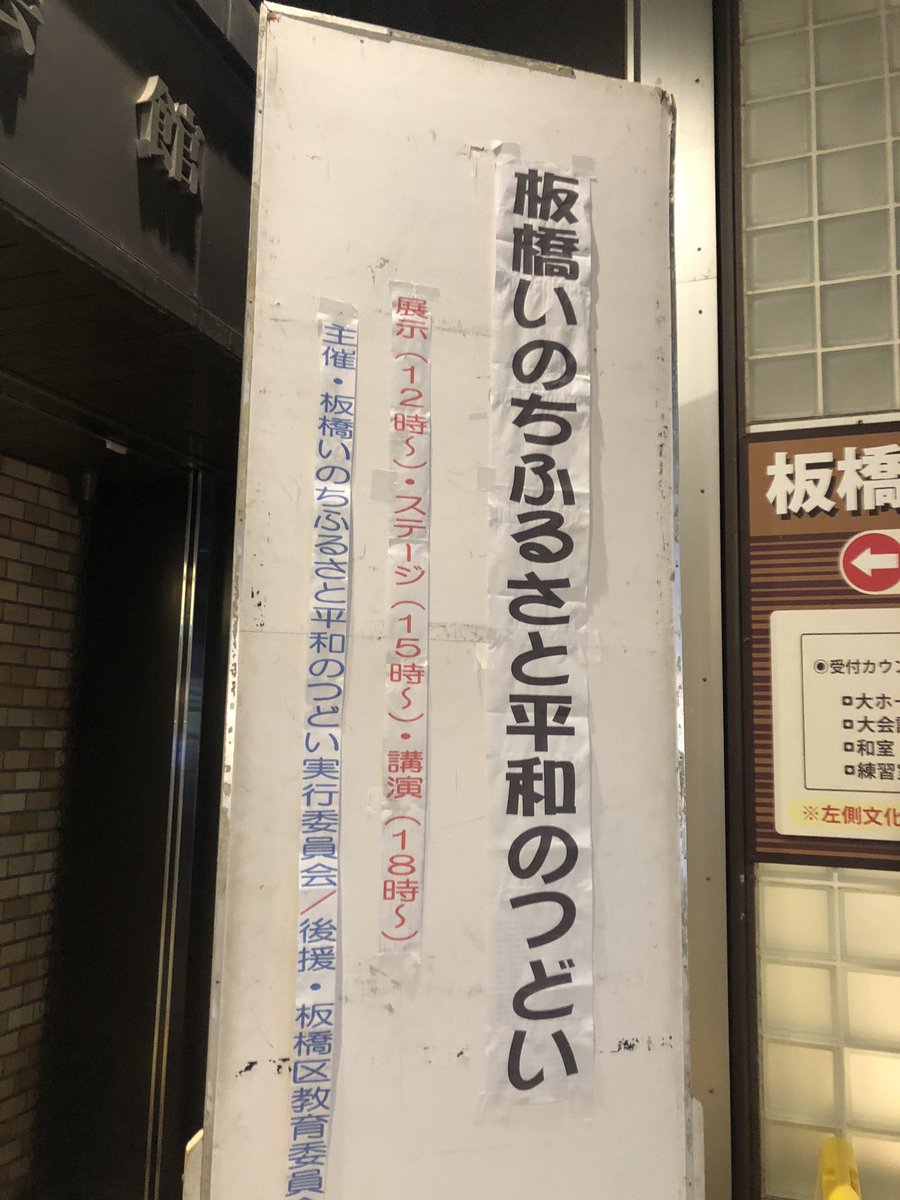 館
板橋いのちふるさと平和のつどい
展示(12時~)・ステージ(15時~)・講演(18時~)
主催・板橋いのちふるさと平和のつどい実行委員会/後援・板橋区教育委員
板橋
◉受付カウン
大ホー
大会
和室
練習
※左側文化